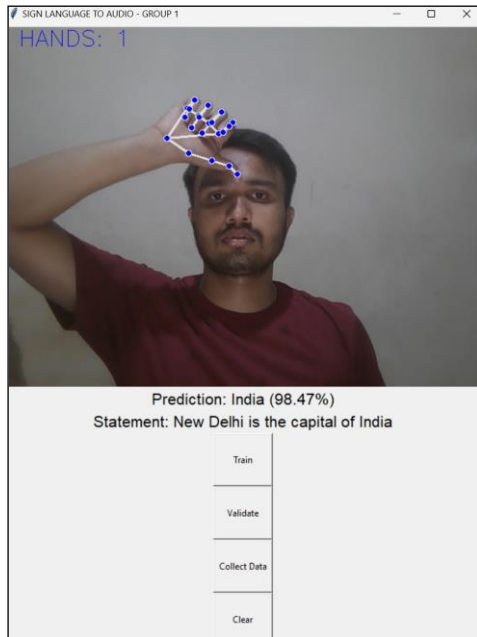 SIGN LANGUAGE TO AUDIO - GROUP 1
HANDS: 1
Prediction: India (98.47%)
Statement: New Delhi is the capital of India
Train
Validate
Collect Data
Clear